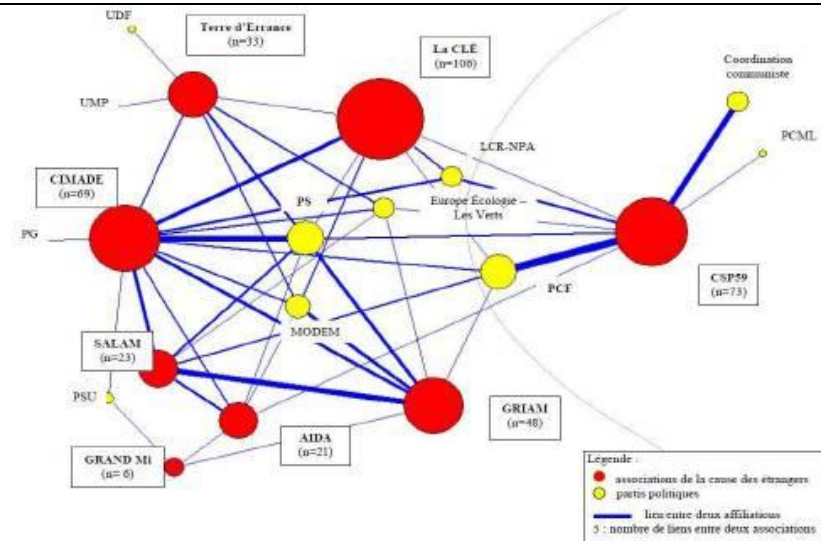 UDF
Terre d'Errance
(n=33)
La CLÉ
(n=106)
Coordination
communiste
UMP
LCR-NPA
PCML
CIMADE
(n=69)
PS
Europe Écologie –
Les Verts
PG
PCF
CSP59
(n=73)
MODEM
SALAM
(n=23)
PSU
GRIAM
(n=48)
AIDA
(n=21)
GRAND Mi
(n= 6)
Légende :
associations de la cause des étrangers
partis politiques
lien entre deux affiliations
5 : nombre de liens entre deux associations